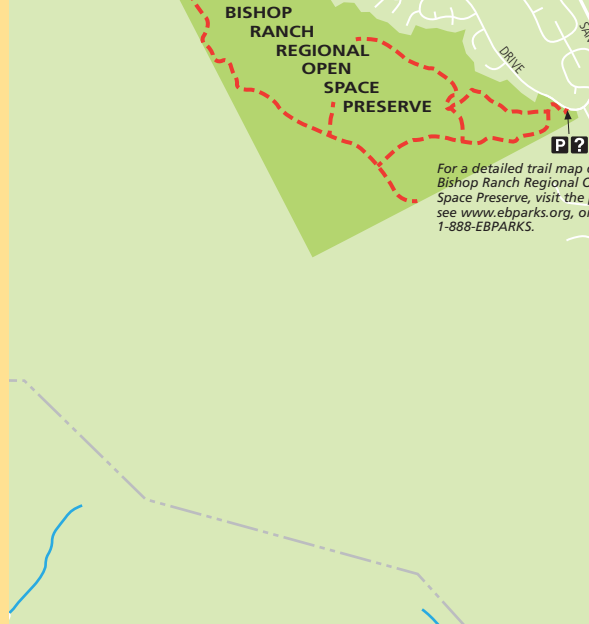 BISHOP
RANCH
REGIONAL
OPEN
SPACE
PRESERVE
DRIVE
P ?
For a detailed trail map
Bishop Ranch Regional
Space Preserve, visit the
see www.ebparks.org,
1-888-EBPARKS.